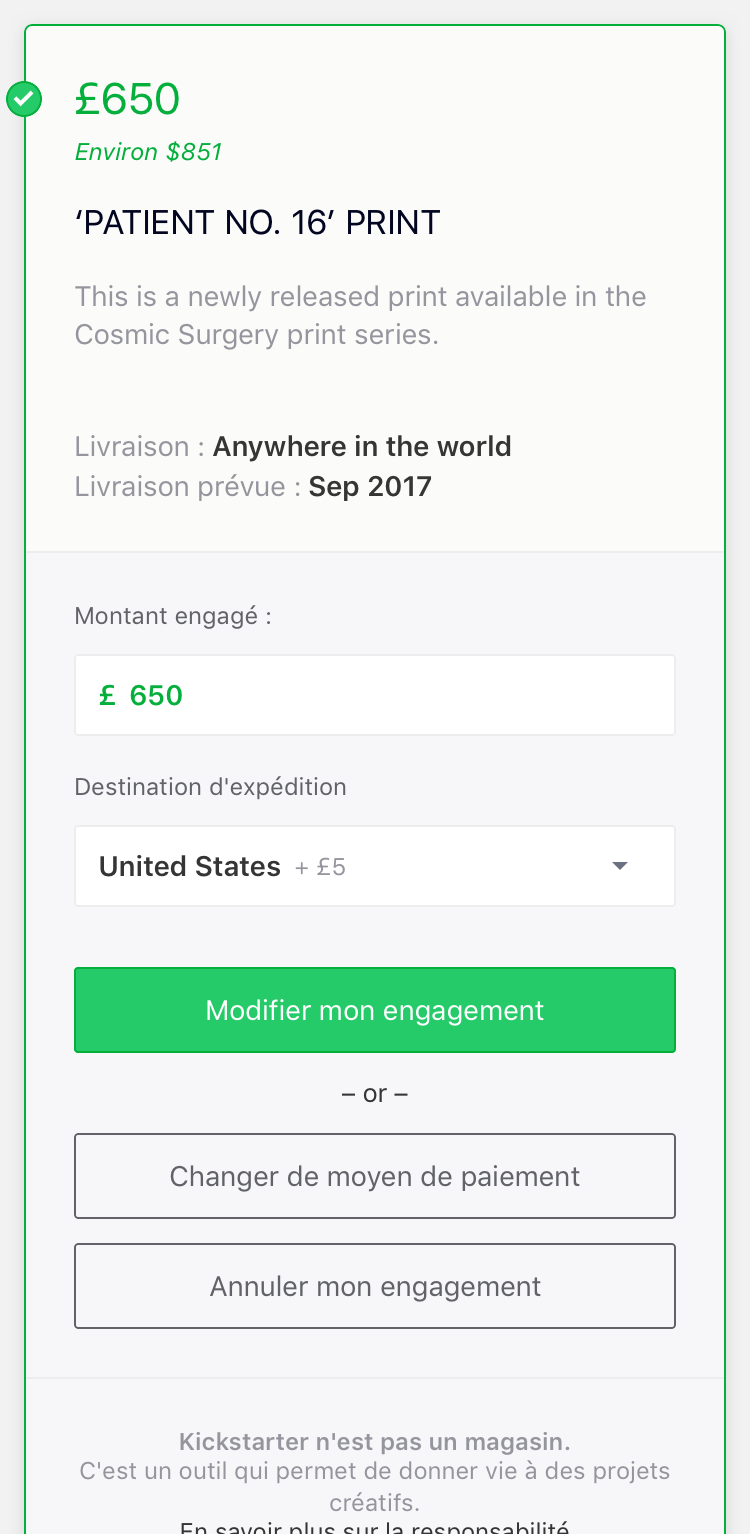 £650
Environ $851
‘PATIENT NO. 16’ PRINT
This is a newly released print available in the
Cosmic Surgery print series.
Livraison : Anywhere in the world
Livraison prévue : Sep 2017
Montant engagé :
£ 650
Destination d'expédition
United States + £5
Modifier mon engagement
– or –
Changer de moyen de paiement
Annuler mon engagement
Kickstarter n'est pas un magasin.
C'est un outil qui permet de donner vie à des projets
créatifs.
En savoir plus sur la responsabilité